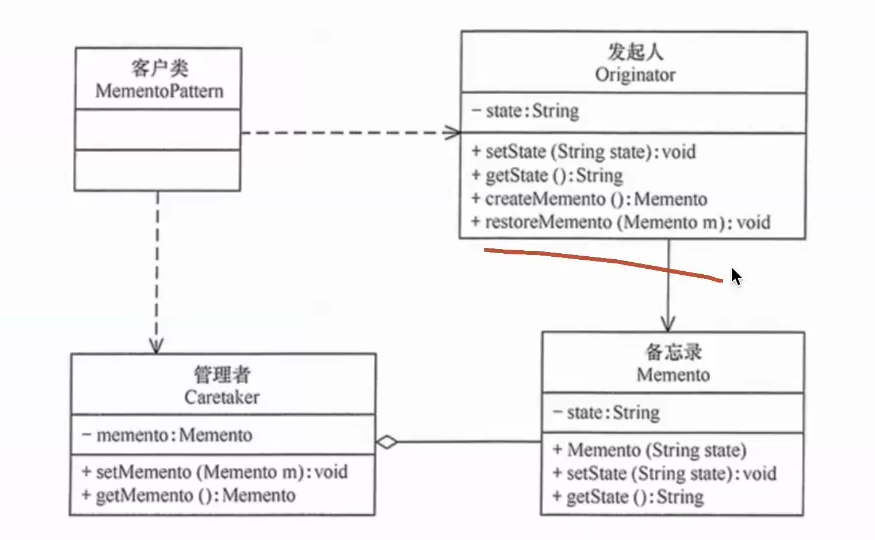 客户类
MementoPattern
发起人
Originator
- state:String
+ setState (String state): void
+ getState ():String
+ createMemento ():Memento
+ restoreMemento (Memento m): void
管理者
Caretaker
- memento:Memento
+ setMemento (Memento m): void
+ getMemento ():Memento
备忘录
Memento
- state:String
+ Memento (String state)
+ setState (String state): void
+ getState ():String